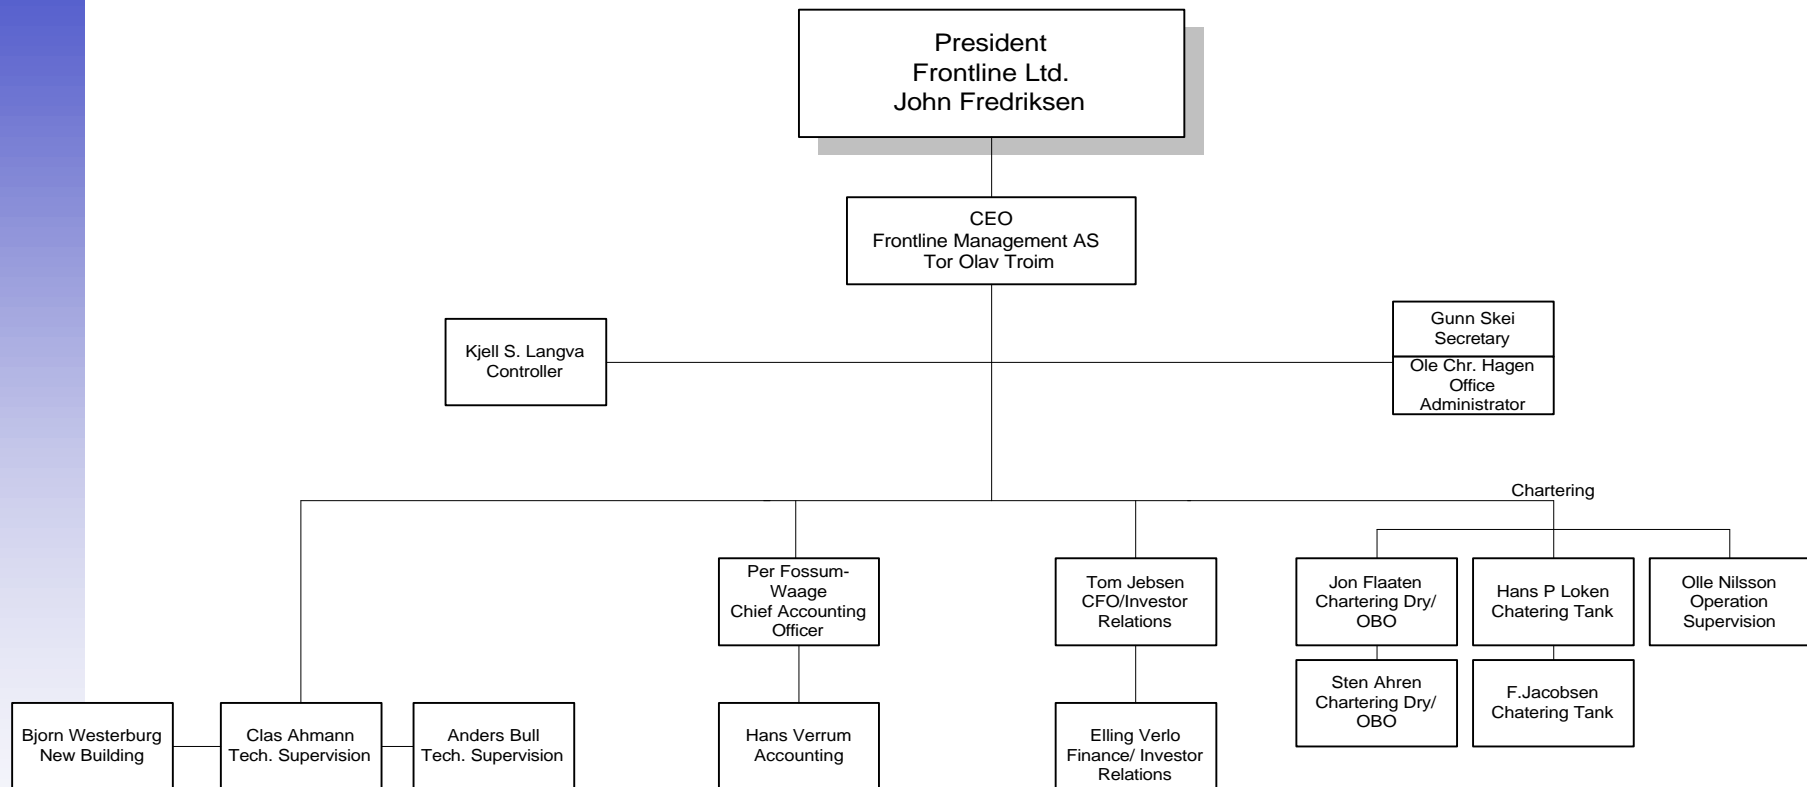 President
Frontline Ltd.
John Fredriksen
CEO
Frontline Management AS
Tor Olav Troim
Kjell S. Langva
Controller
Gunn Skei
Secretary
Ole Chr. Hagen
Office
Administrator
Chartering
Per Fossum-
Waage
Chief Accounting
Officer
Tom Jebsen
CFO/Investor
Relations
Jon Flaaten
Chartering Dry/
OBO
Hans P Loken
Chatering Tank
Olle Nilsson
Operation
Supervision
Sten Ahren
Chartering Dry/
OBO
F.Jacobsen
Chatering Tank
Bjorn Westerburg
New Building
Clas Ahmann
Tech. Supervision
Anders Bull
Tech. Supervision
Hans Verrum
Accounting
Elling Verlo
Finance/ Investor
Relations